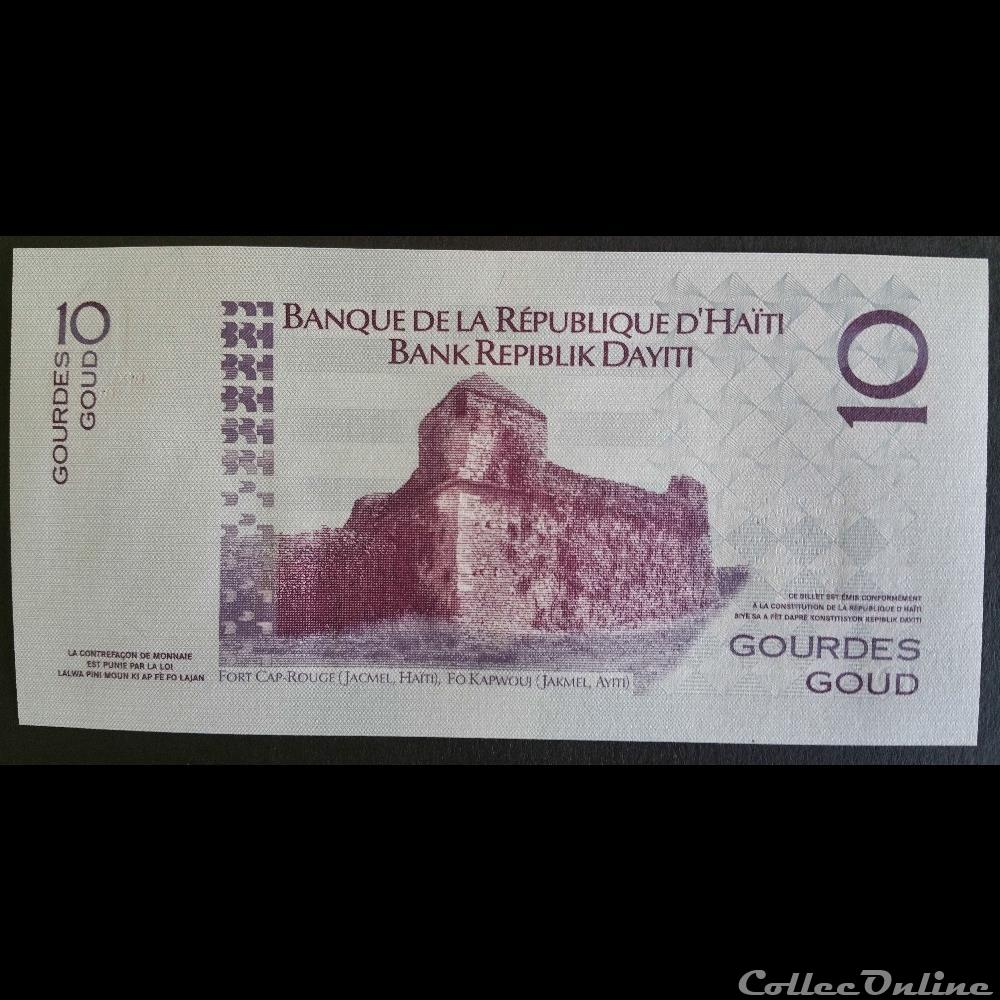 10
GOURDES
GOUD
BANQUE DE LA RÉPUBLIQUE D'HAÏTI
BANK REPIBLIK DAYITI
10
CE BILLET EST ÉMIS CONFORMÉMENT
À LA CONSTITUTION DE LA RÉPUBLIQUE D'HAÏTI
BIYE SA A FÈT DAPRE KONSTITISYON REPIBLIK DAYITI
GOURDES
GOUD
LA CONTREFAÇON DE MONNAIE
EST PUNIE PAR LA LOI
LALWA PINI MOUN KI AP FÈ FO LAJAN
FORT CAP-ROUGE (JACMEL, HAÏTI), FÒ KAPWOUJ (JAKMEL, AYITI)
CollecOnline